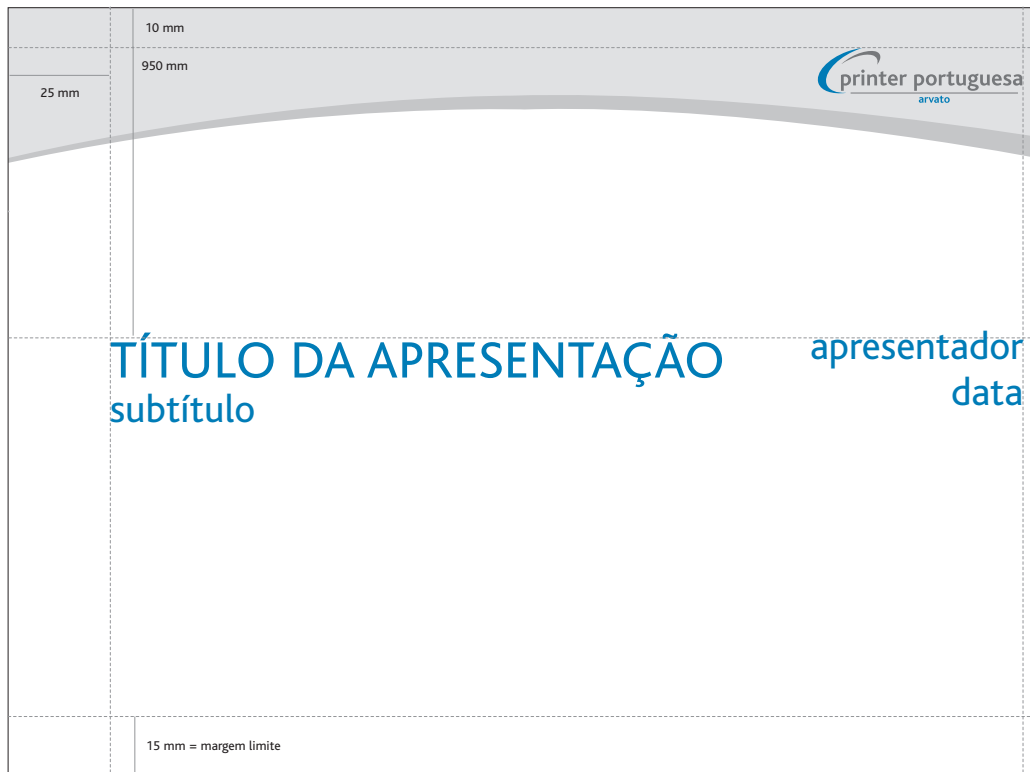 10 mm
950 mm
25 mm
printer portuguesa
arvato
TÍTULO DA APRESENTAÇÃO
subtítulo
apresentador
data
15 mm = margem limite